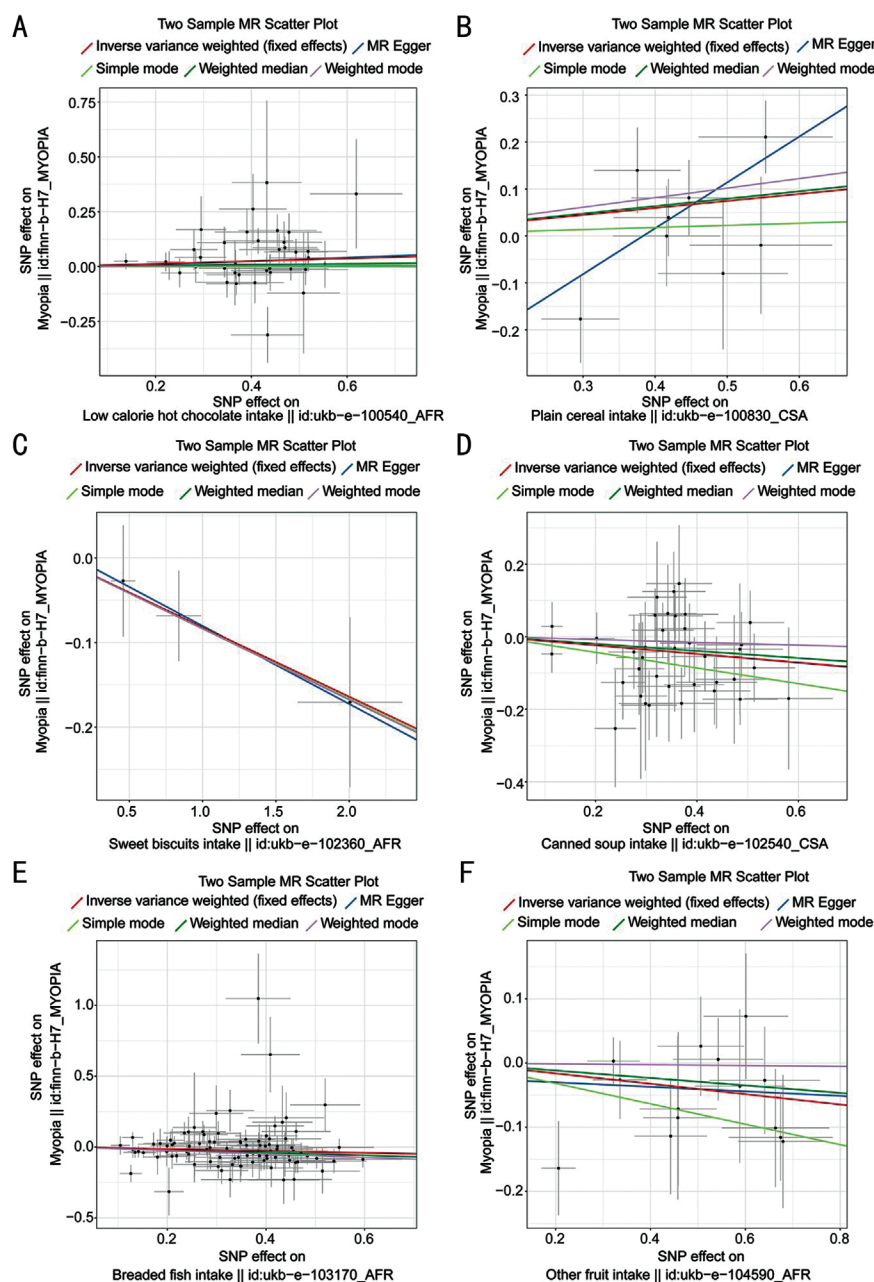 A
Two Sample MR Scatter Plot
Inverse variance weighted (fixed effects) MR Egger
Simple mode Weighted median Weighted mode
SNP effect on
Myopia || id:finn−b−H7_MYOPIA
0.75
0.50
0.25
0.00
−0.25
0.2 0.4 0.6
SNP effect on
Low calorie hot chocolate intake || id:ukb−e−100540_AFR
B
Two Sample MR Scatter Plot
Inverse variance weighted (fixed effects) MR Egger
Simple mode Weighted median Weighted mode
SNP effect on
Myopia || id:finn−b−H7_MYOPIA
0.3
0.2
0.1
0.0
−0.1
−0.2
0.3 0.4 0.5 0.6
SNP effect on
Plain cereal intake || id:ukb−e−100830_CSA
C
Two Sample MR Scatter Plot
Inverse variance weighted (fixed effects) MR Egger
Simple mode Weighted median Weighted mode
SNP effect on
Myopia || id:finn−b−H7_MYOPIA
0.0
−0.1
−0.2
0.5 1.0 1.5 2.0
SNP effect on
Sweet biscuits intake || id:ukb−e−102360_AFR
D
Two Sample MR Scatter Plot
Inverse variance weighted (fixed effects) MR Egger
Simple mode Weighted median Weighted mode
SNP effect on
Myopia || id:finn−b−H7_MYOPIA
0.2
0.0
−0.2
−0.4
0.2 0.4 0.6
SNP effect on
Canned soup intake || id:ukb−e−102540_CSA
E
Two Sample MR Scatter Plot
Inverse variance weighted (fixed effects) MR Egger
Simple mode Weighted median Weighted mode
SNP effect on
Myopia || id:finn−b−H7_MYOPIA
1.0
0.5
0.0
−0.5
0.2 0.4 0.6
SNP effect on
Breaded fish intake || id:ukb−e−103170_AFR
F
Two Sample MR Scatter Plot
Inverse variance weighted (fixed effects) MR Egger
Simple mode Weighted median Weighted mode
SNP effect on
Myopia || id:finn−b−H7_MYOPIA
0.1
0.0
−0.1
−0.2
0.2 0.4 0.6 0.8
SNP effect on
Other fruit intake || id:ukb−e−104590_AFR